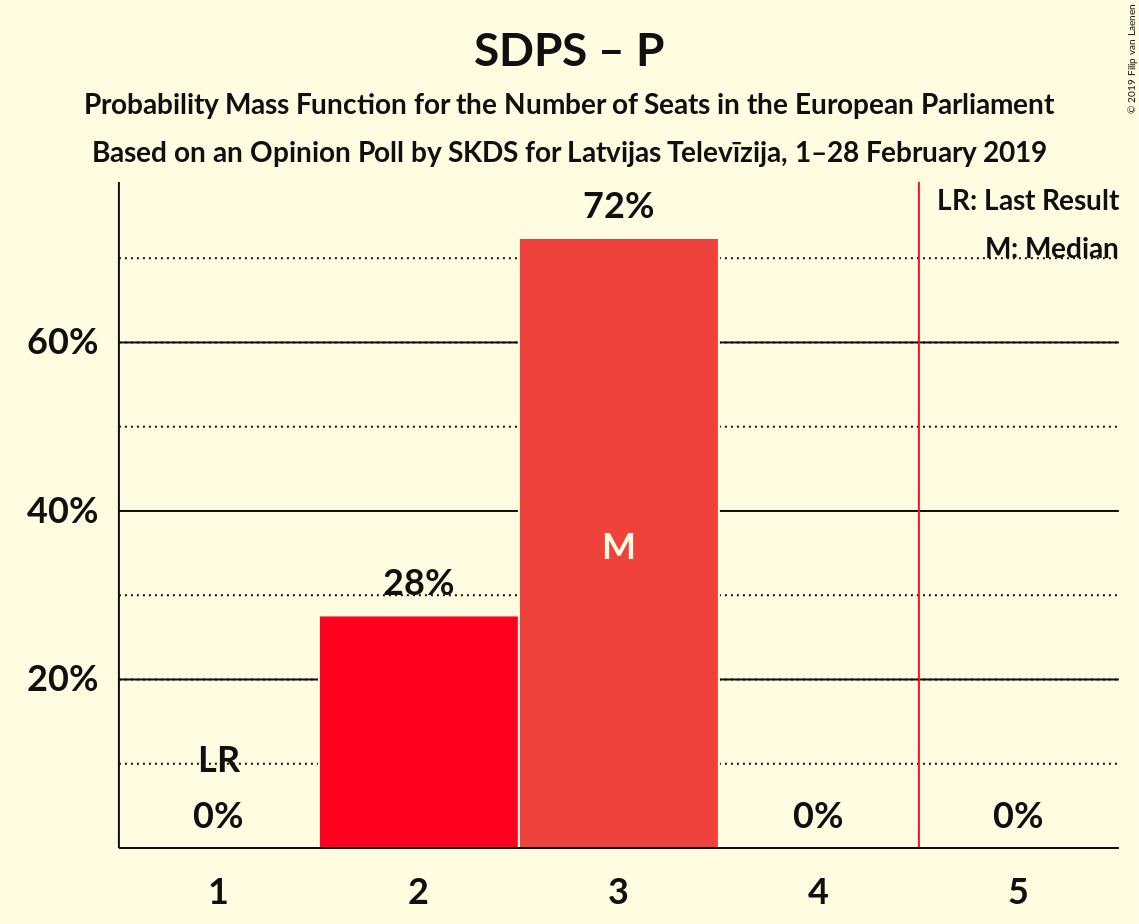 SDPS – P
Probability Mass Function for the Number of Seats in the European Parliament
Based on an Opinion Poll by SKDS for Latvijas Televīzija, 1–28 February 2019
© 2019 Filip van Laenen
LR: Last Result
M: Median
72%
60%
40%
20%
M
28%
LR
0%
0%
0%
1
2
3
4
5